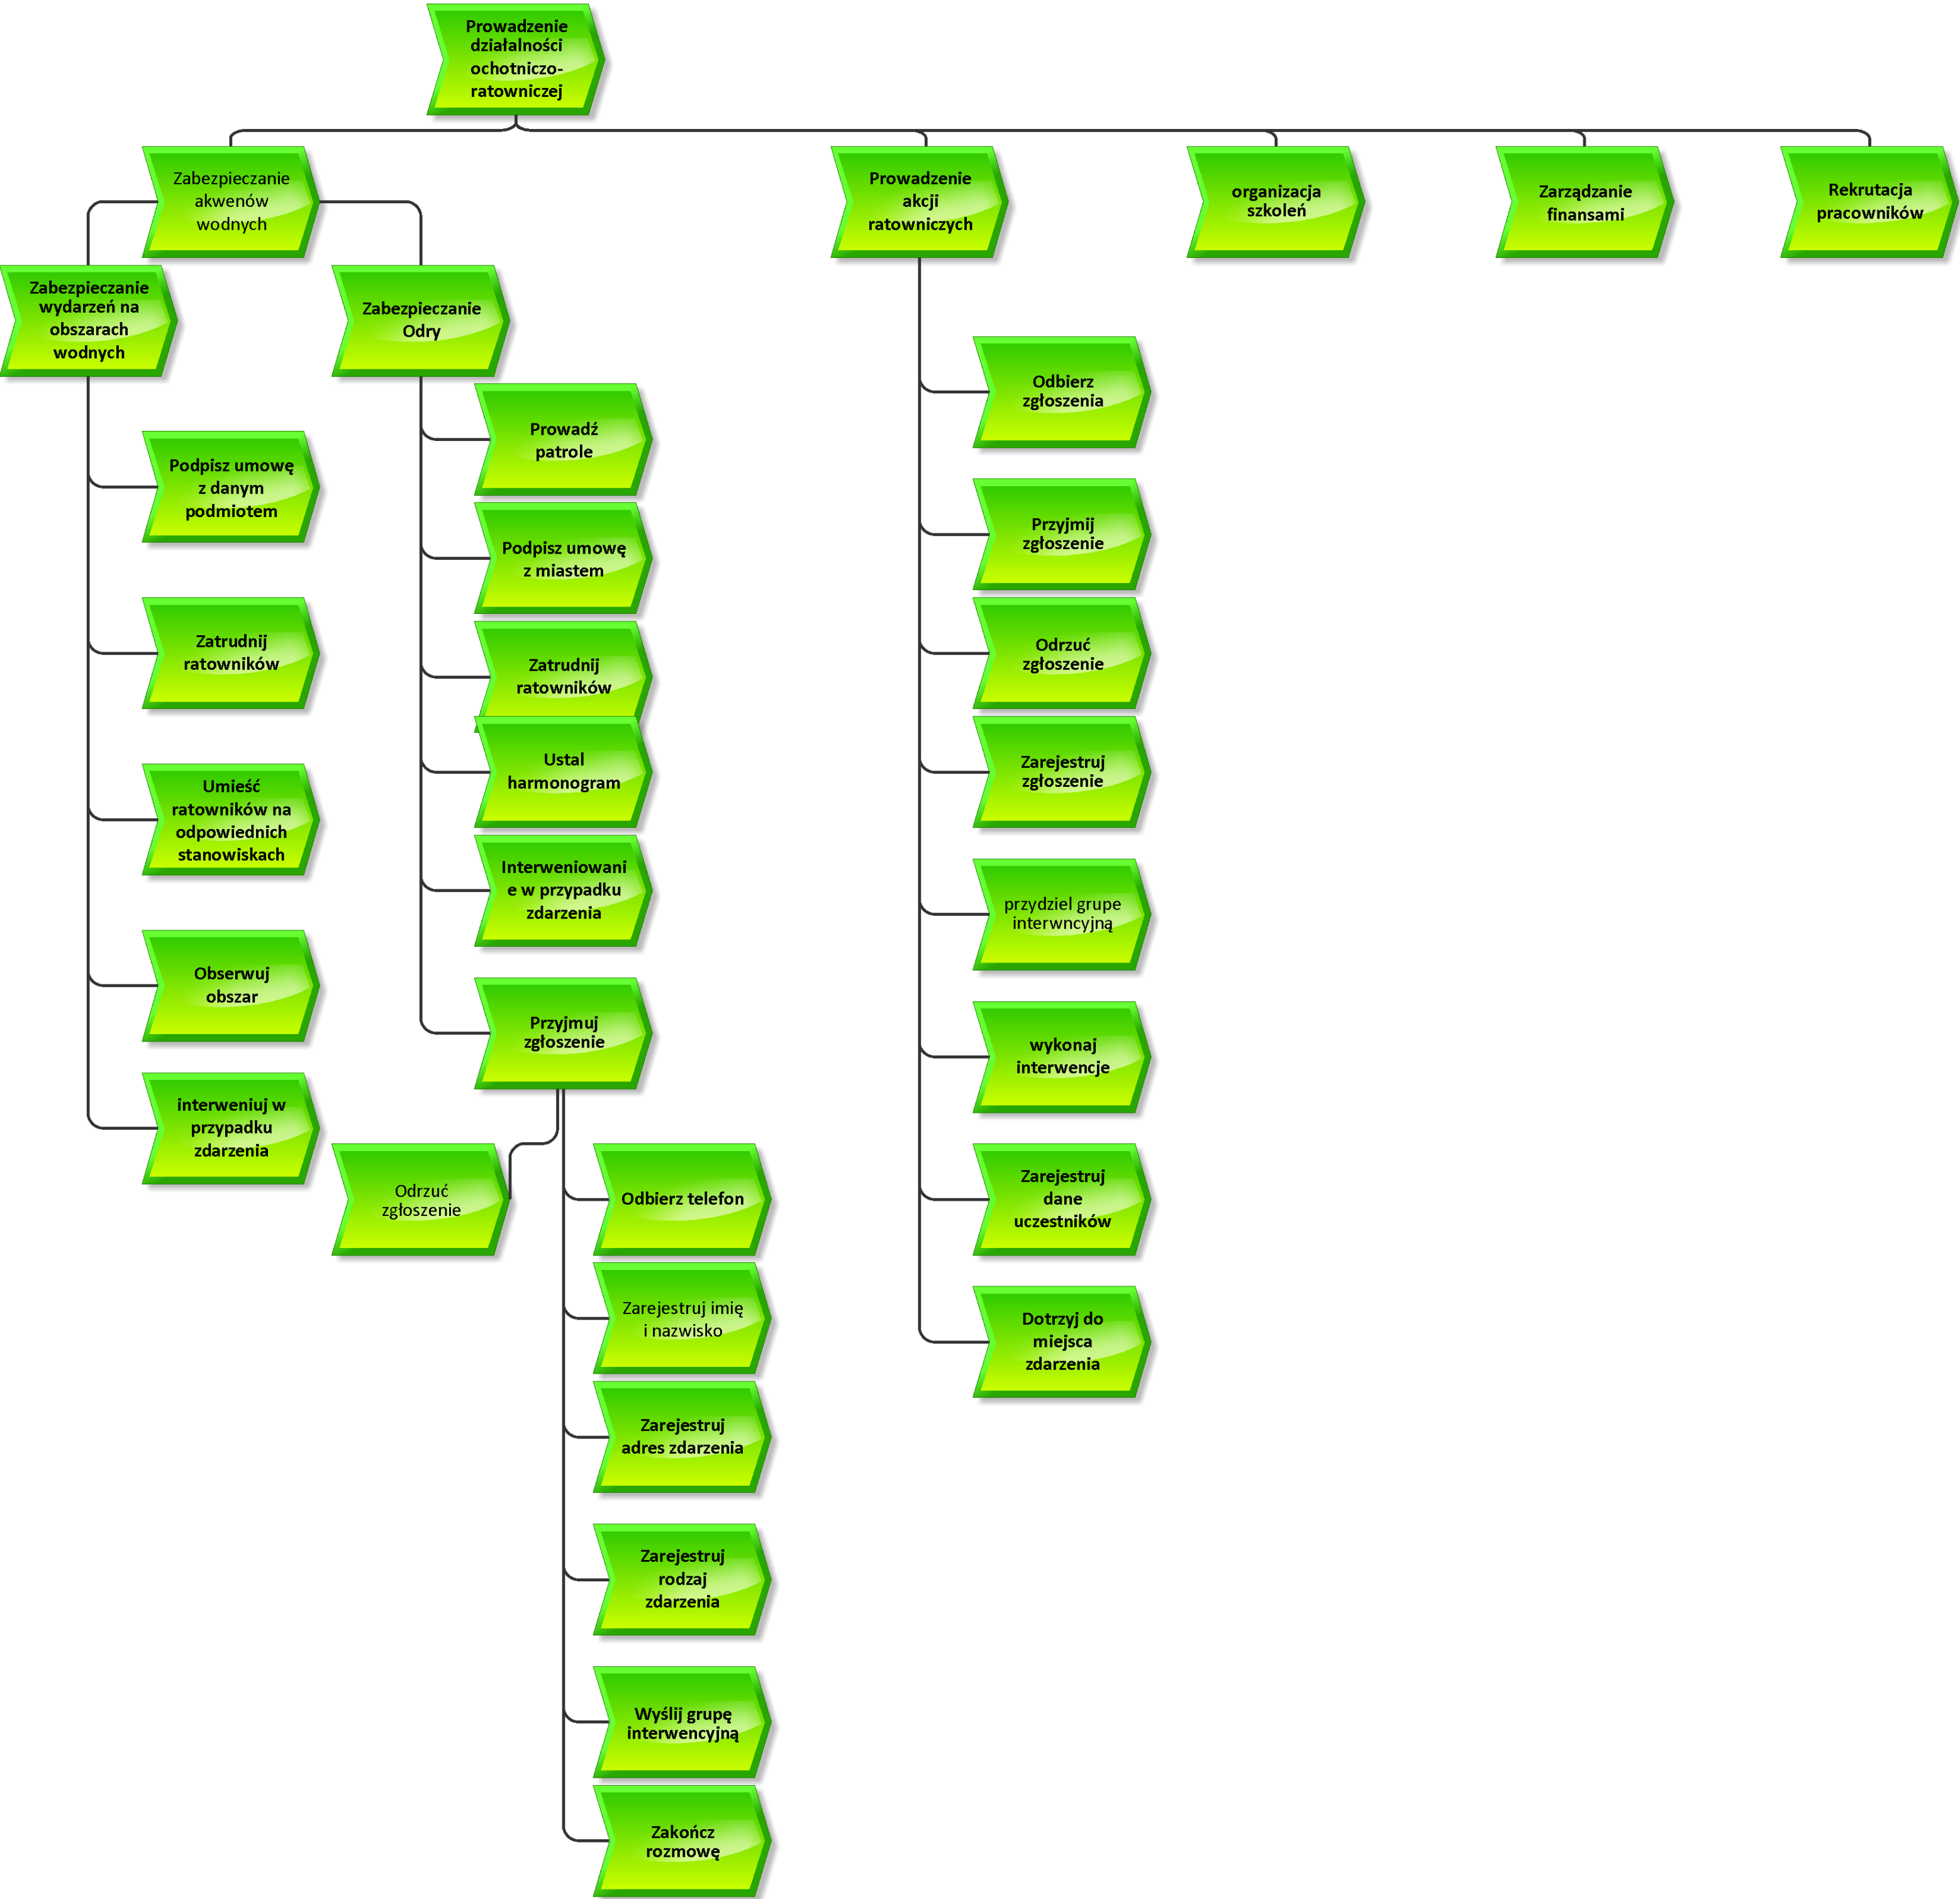 Prowadzenie
działalności
ochotniczo-
ratowniczej
Zabezpieczanie
akwenów
wodnych
Prowadzenie
akcji
ratowniczych
organizacja
szkoleń
Zarządzanie
finansami
Rekrutacja
pracowników
Zabezpieczanie
wydarzeń na
obszarach
wodnych
Podpisz umowę
z danym
podmiotem
Zatrudnij
ratowników
Umieść
ratowników na
odpowiednich
stanowiskach
Obserwuj
obszar
interweniuj w
przypadku
zdarzenia
Zabezpieczanie
Odry
Prowadź
patrole
Podpisz umowę
z miastem
Zatrudnij
ratowników
Ustal
harmonogram
Interweniowani
e w przypadku
zdarzenia
Przyjmuj
zgłoszenie
Odrzuć
zgłoszenie
Odbierz telefon
Zarejestruj imię
i nazwisko
Zarejestruj
adres zdarzenia
Zarejestruj
rodzaj
zdarzenia
Wyślij grupę
interwencyjną
Zakończ
rozmowę
Odbierz
zgłoszenia
Przyjmij
zgłoszenie
Odrzuć
zgłoszenie
Zarejestruj
zgłoszenie
przydziel grupe
interwncyjną
wykonaj
interwencje
Zarejestruj
dane
uczestników
Dotrzyj do
miejsca
zdarzenia